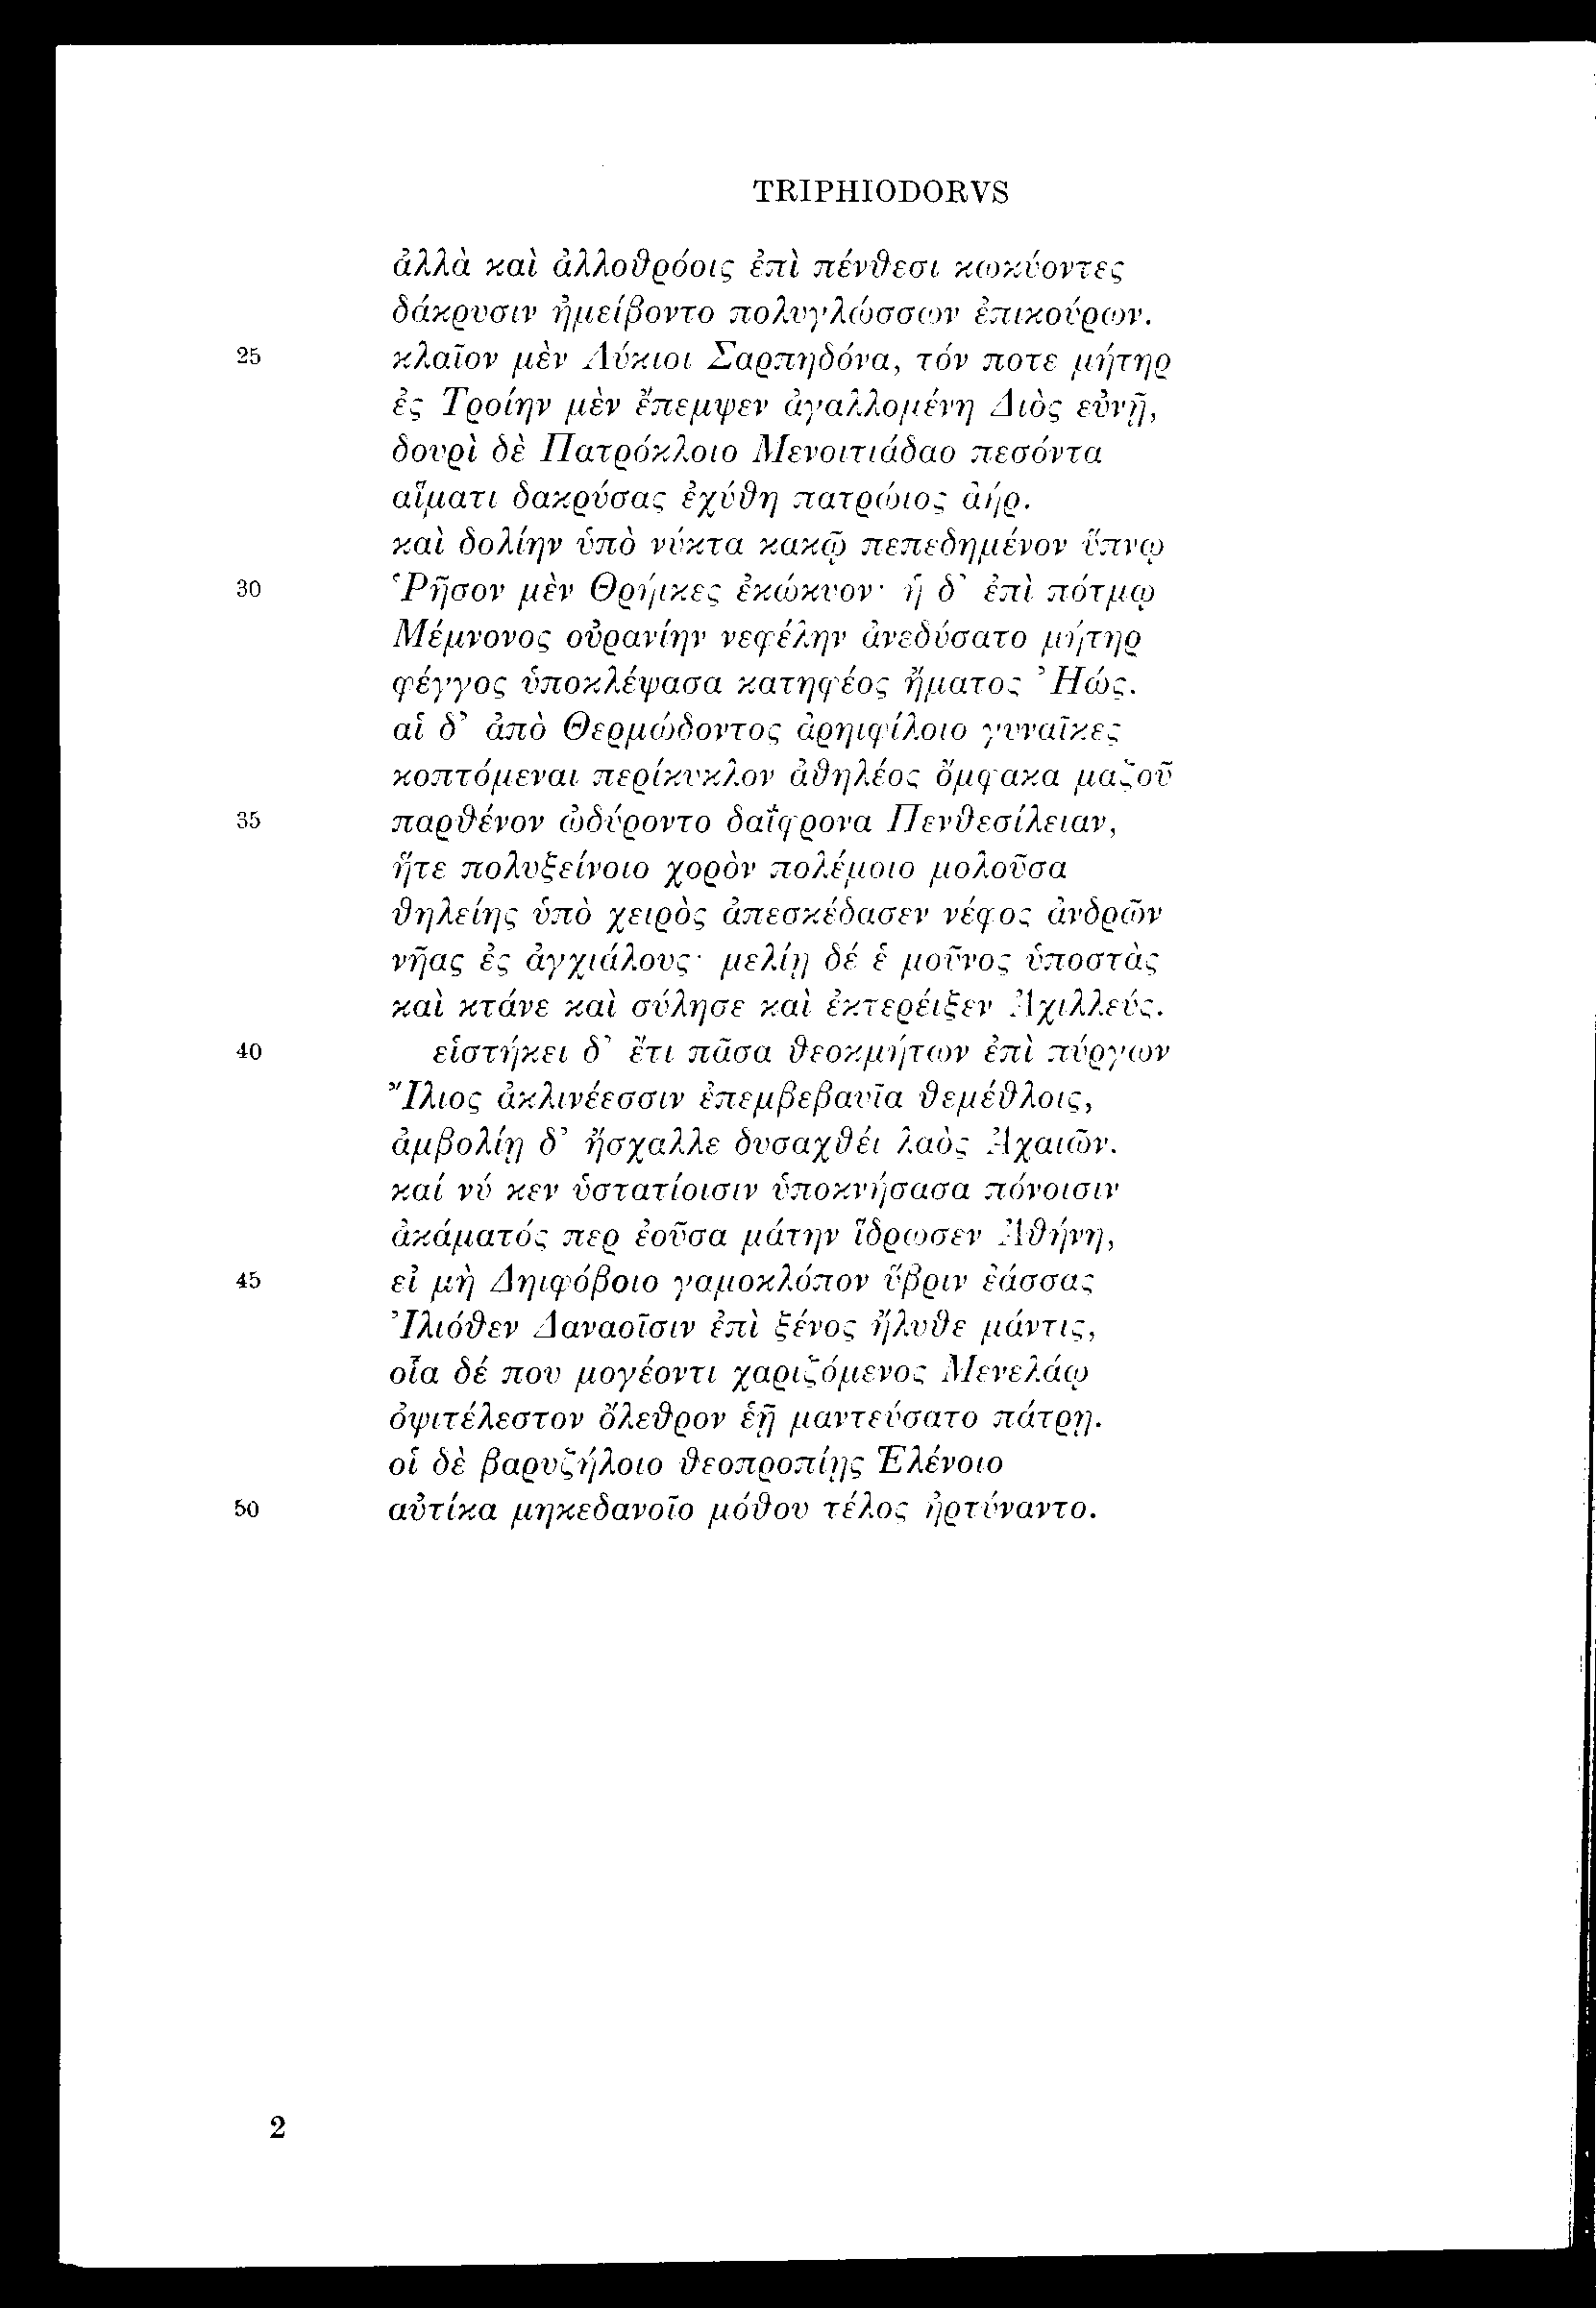 TRIPHIODORVS
ἀλλὰ καὶ ἀλλοθρόοις ἐπὶ πένθεσι κωκύοντες
δάκρυσιν ἠμείβοντο πολυγλώσσων ἐπικούρων.
25 κλαῖον μὲν Λύκιοι Σαρπηδόνα, τόν ποτε μήτηρ
ἐς Τροίην μὲν ἔπεμψεν ἀγαλλομένη Διὸς εὐνῇ,
δουρὶ δὲ Πατρόκλοιο Μενοιτιάδαο πεσόντα
αἵματι δακρύσας ἐχύθη πατρώιος ἀήρ.
καὶ δολίην ὑπὸ νύκτα κακῷ πεπεδημένον ὕπνῳ
30 Ῥῆσον μὲν Θρήικες ἐκώκυον· ἡ δ’ ἐπὶ πότμῳ
Μέμνονος οὐρανίην νεφέλην ἀνεδύσατο μήτηρ
φέγγος ὑποκλέψασα κατηφέος ἤματος Ἠώς.
αἱ δ’ ἀπὸ Θερμώδοντος ἀρηιφίλοιο γυναῖκες
κοπτόμεναι περίκυκλον ἀθηλέος ὄμφακα μαζοῦ
35 παρθένον ὠδύροντο δαΐφρονα Πενθεσίλειαν,
ἥτε πολυξείνοιο χορὸν πολέμοιο μολοῦσα
θηλείης ὑπὸ χειρὸς ἀπεσκέδασεν νέφος ἀνδρῶν
νῆας ἐς ἀγχιάλους· μελίῃ δέ ἑ μοῦνος ὑποστὰς
καὶ κτάνε καὶ σύλησε καὶ ἐκτερέιξεν Ἀχιλλεύς.
40 εἱστήκει δ’ ἔτι πᾶσα θεοκμήτων ἐπὶ πύργων
Ἴλιος ἀκλινέεσσιν ἐπεμβεβαυῖα θεμέθλοις,
ἀμβολίῃ δ’ ἤσχαλλε δυσαχθέι λαὸς Ἀχαιῶν.
καί νύ κεν ὑστατίοισιν ὑποκνήσασα πόνοισιν
ἀκάματός περ ἐοῦσα μάτην ἵδρωσεν Ἀθήνη,
45 εἰ μὴ Δηιφόβοιο γαμοκλόπον ὕβριν ἐάσσας
Ἰλιόθεν Δαναοῖσιν ἐπὶ ξένος ἤλυθε μάντις,
οἷα δέ που μογέοντι χαριζόμενος Μενελάῳ
ὀψιτέλεστον ὄλεθρον ἑῇ μαντεύσατο πάτρῃ.
οἱ δὲ βαρυζήλοιο θεοπροπίῃς Ἑλένοιο
50 αὐτίκα μηκεδανοῖο μόθου τέλος ἠρτύναντο.
2